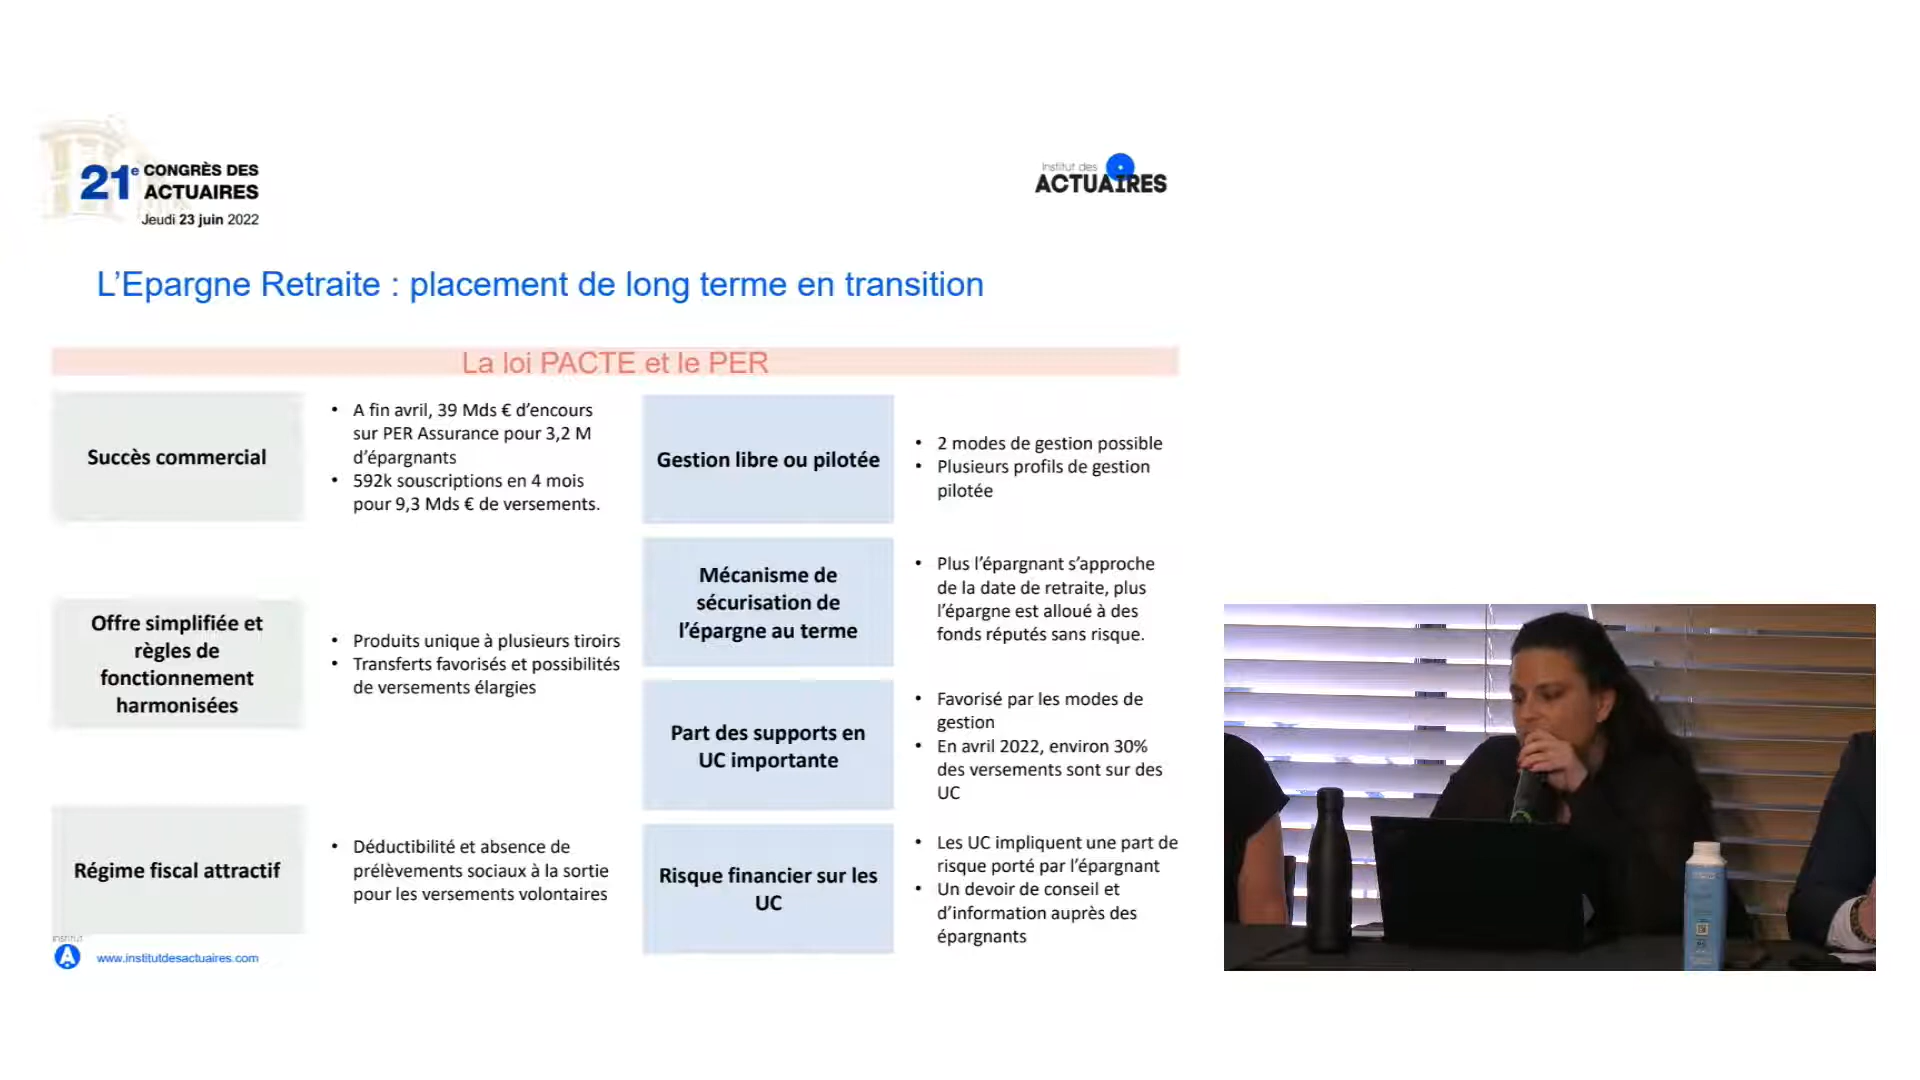 21e CONGRÈS DES
ACTUAIRES
Jeudi 23 juin 2022
Institut des
ACTUAIRES
L’Epargne Retraite : placement de long terme en transition
La loi PACTE et le PER
Succès commercial
• A fin avril, 39 Mds € d’encours
sur PER Assurance pour 3,2 M
d’épargnants
• 592k souscriptions en 4 mois
pour 9,3 Mds € de versements.
Offre simplifiée et
règles de
fonctionnement
harmonisées
• Produits unique à plusieurs tiroirs
• Transferts favorisés et possibilités
de versements élargies
Régime fiscal attractif
• Déductibilité et absence de
prélèvements sociaux à la sortie
pour les versements volontaires
Gestion libre ou pilotée
• 2 modes de gestion possible
• Plusieurs profils de gestion
pilotée
Mécanisme de
sécurisation de
l’épargne au terme
• Plus l’épargnant s’approche
de la date de retraite, plus
l’épargne est alloué à des
fonds réputés sans risque.
Part des supports en
UC importante
• Favorisé par les modes de
gestion
• En avril 2022, environ 30%
des versements sont sur des
UC
Risque financier sur les
UC
• Les UC impliquent une part de
risque porté par l’épargnant
• Un devoir de conseil et
d’information auprès des
épargnants
Institut
A
www.institutdesactuaires.com